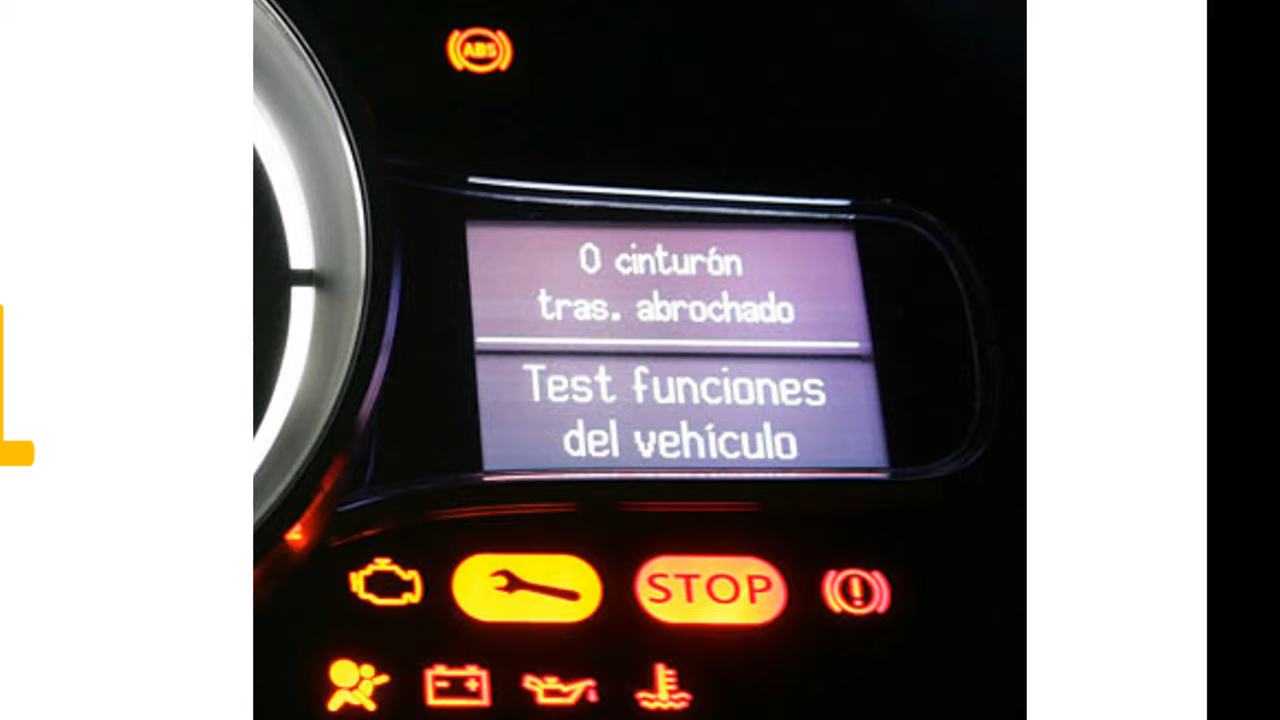 ABS
0 cinturón
tras. abrochado
Test funciones
del vehículo
STOP